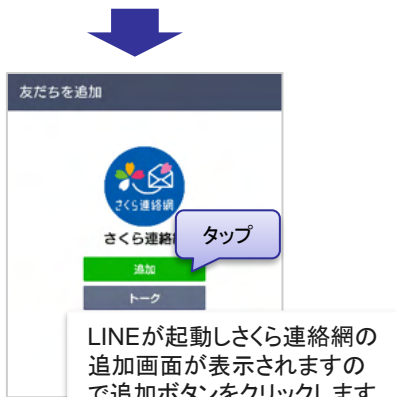 友だちを追加
さくら連絡網
さくら連絡
タップ
追加
トーク
LINEが起動しさくら連絡網の
追加画面が表示されますの
で追加ボタンをクリックします